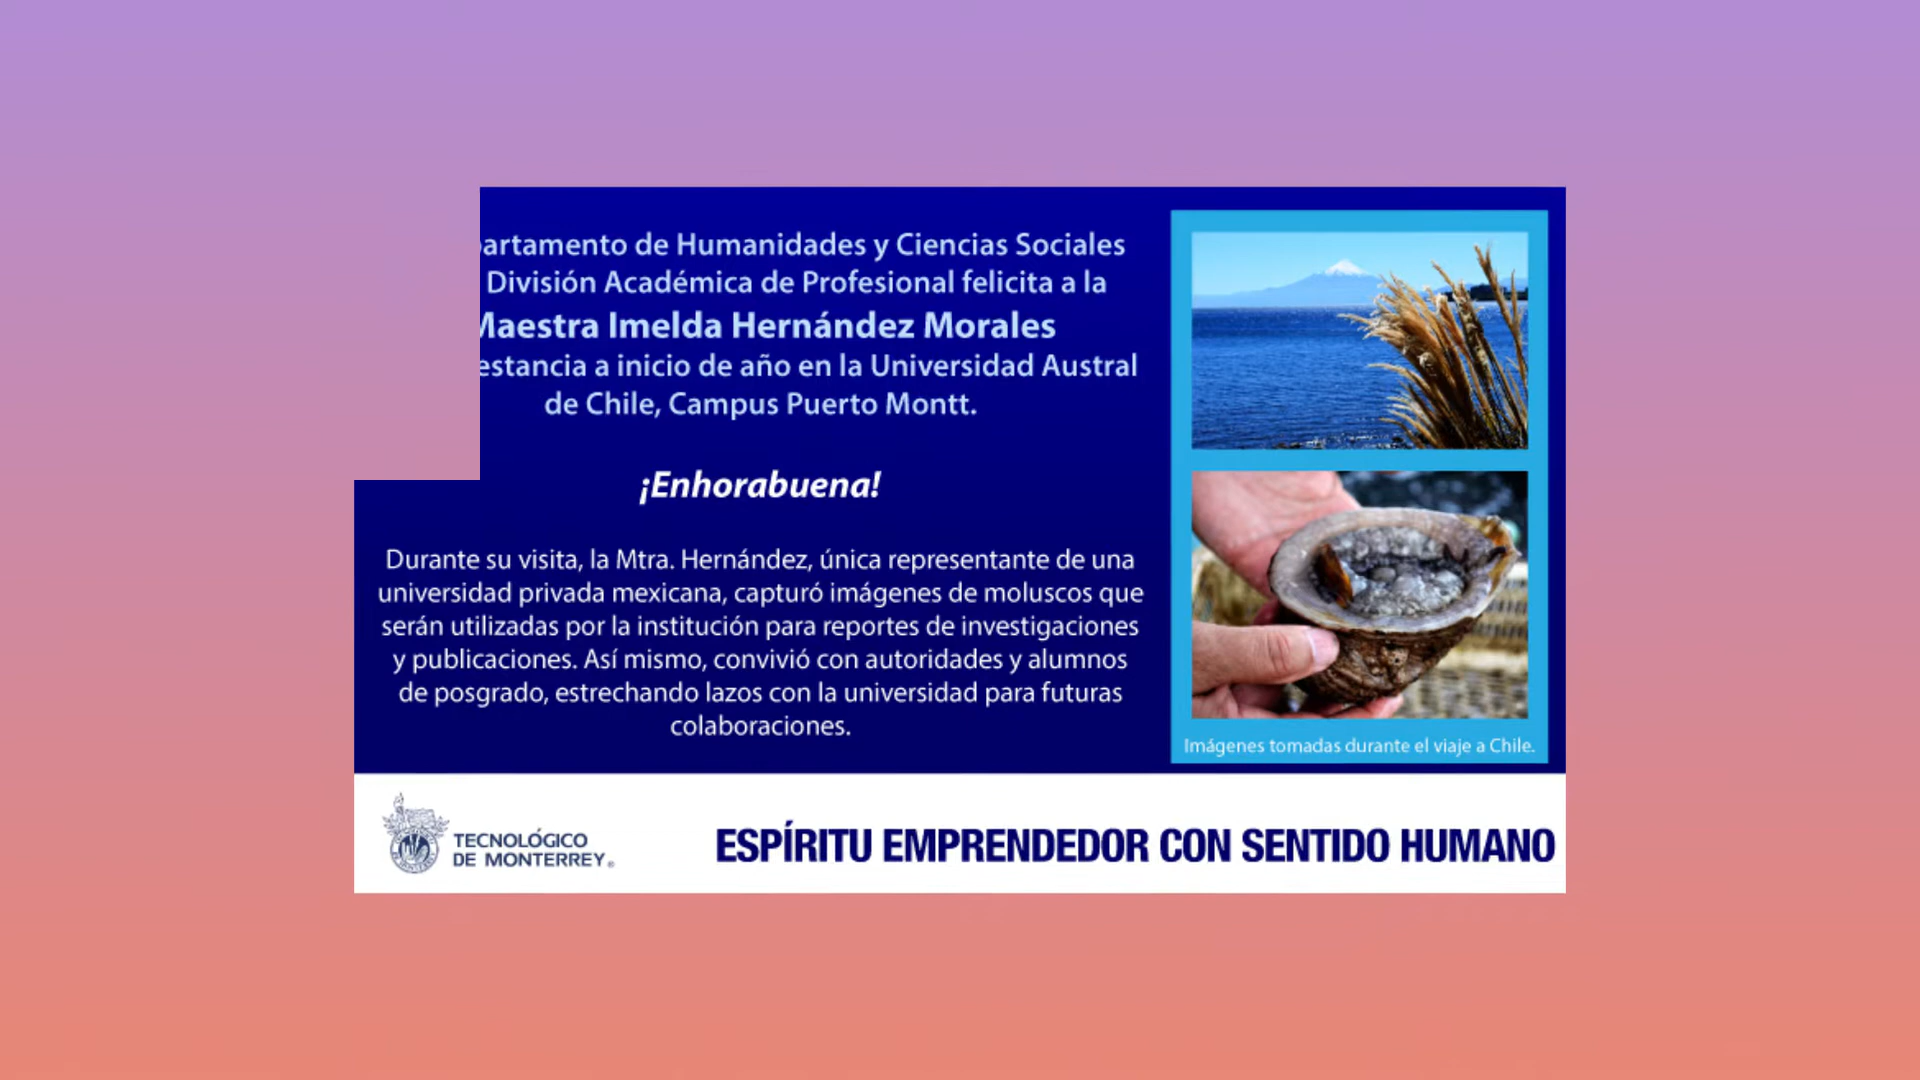 de Humanidades y Ciencias Sociales
División Académica de Profesional felicita a la
Maestra Imelda Hernández Morales
estancia a inicio de año en la Universidad Austral
de Chile, Campus Puerto Montt.
¡Enhorabuena!
Durante su visita, la Mtra. Hernández, única representante de una
universidad privada mexicana, capturó imágenes de moluscos que
serán utilizadas por la institución para reportes de investigaciones
y publicaciones. Así mismo, convivió con autoridades y alumnos
de posgrado, estrechando lazos con la universidad para futuras
colaboraciones.
Imágenes tomadas durante el viaje a Chile.
TECNOLÓGICO
DE MONTERREY®
ESPÍRITU EMPRENDEDOR CON SENTIDO HUMANO